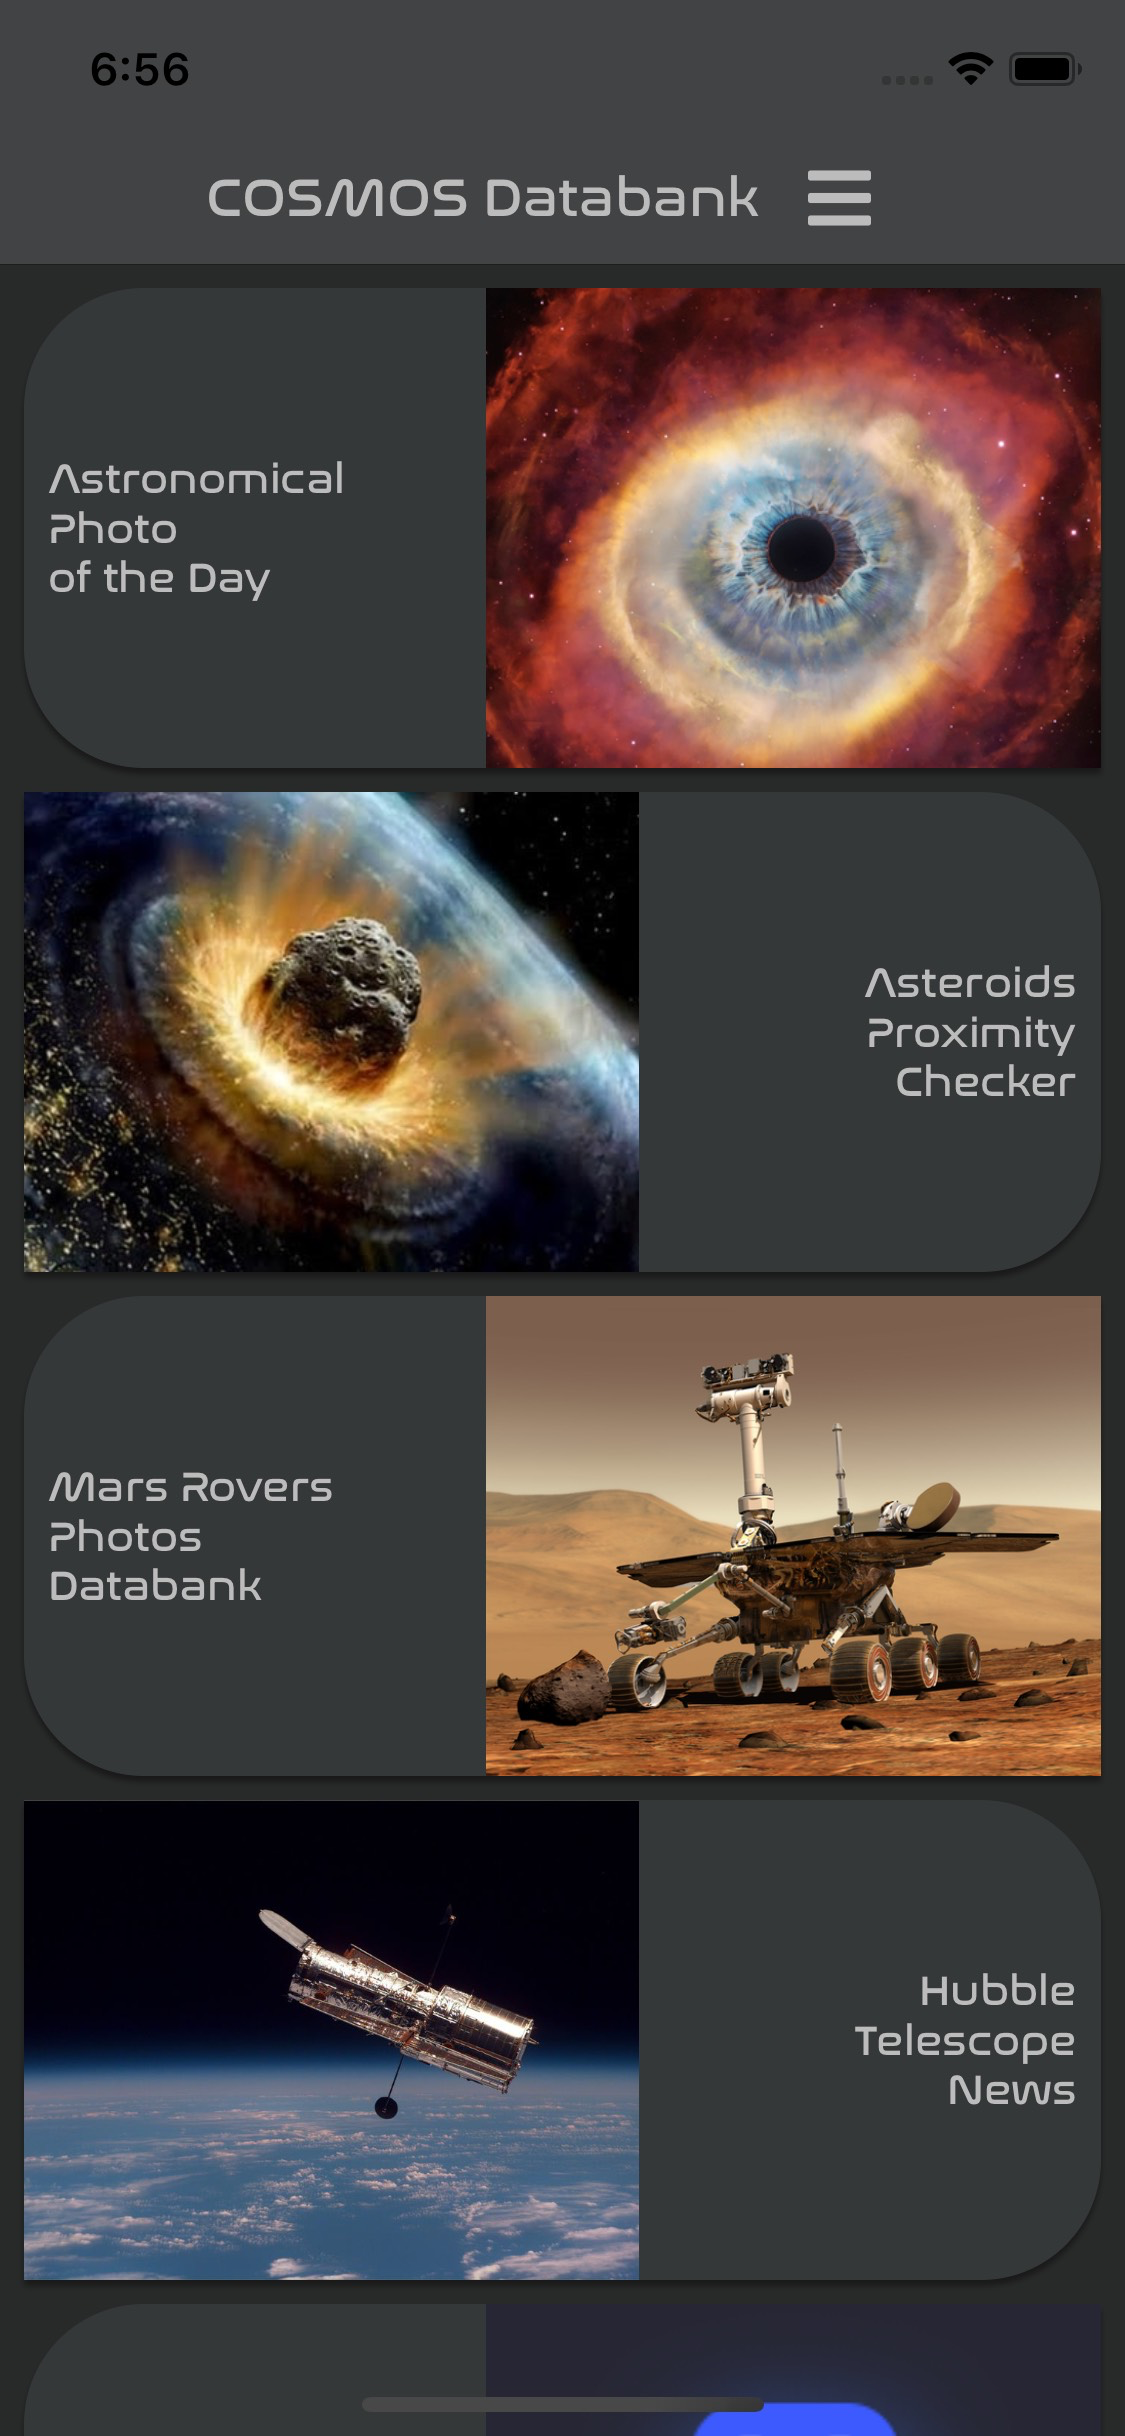 6:56
COSMOS Databank
Astronomical
Photo
of the Day
Asteroids
Proximity
Checker
Mars Rovers
Photos
Databank
Hubble
Telescope
News